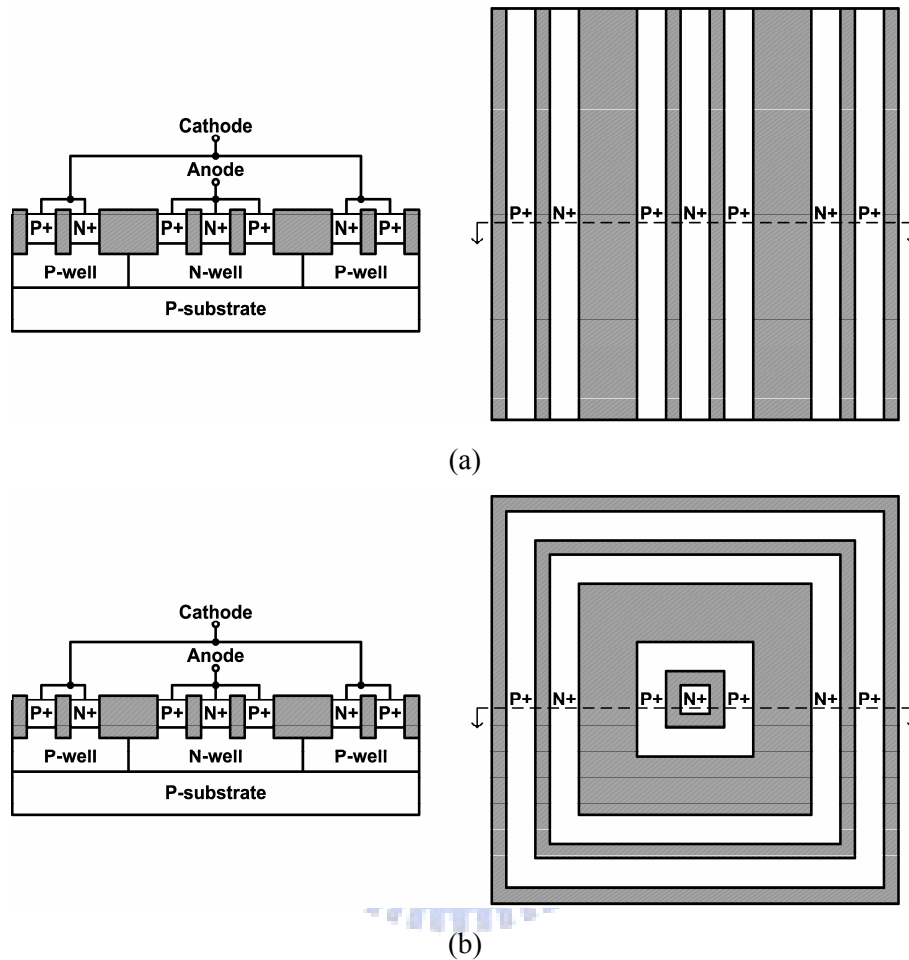 Cathode
Anode
P+ N+ P+ N+ P+ N+ P+
P-well N-well P-well
P-substrate
P+ N+ P+ N+ P+ N+ P+
(a)
Cathode
Anode
P+ N+ P+ N+ P+ N+ P+
P-well N-well P-well
P-substrate
P+ N+ P+ N+ P+ N+ P+
(b)